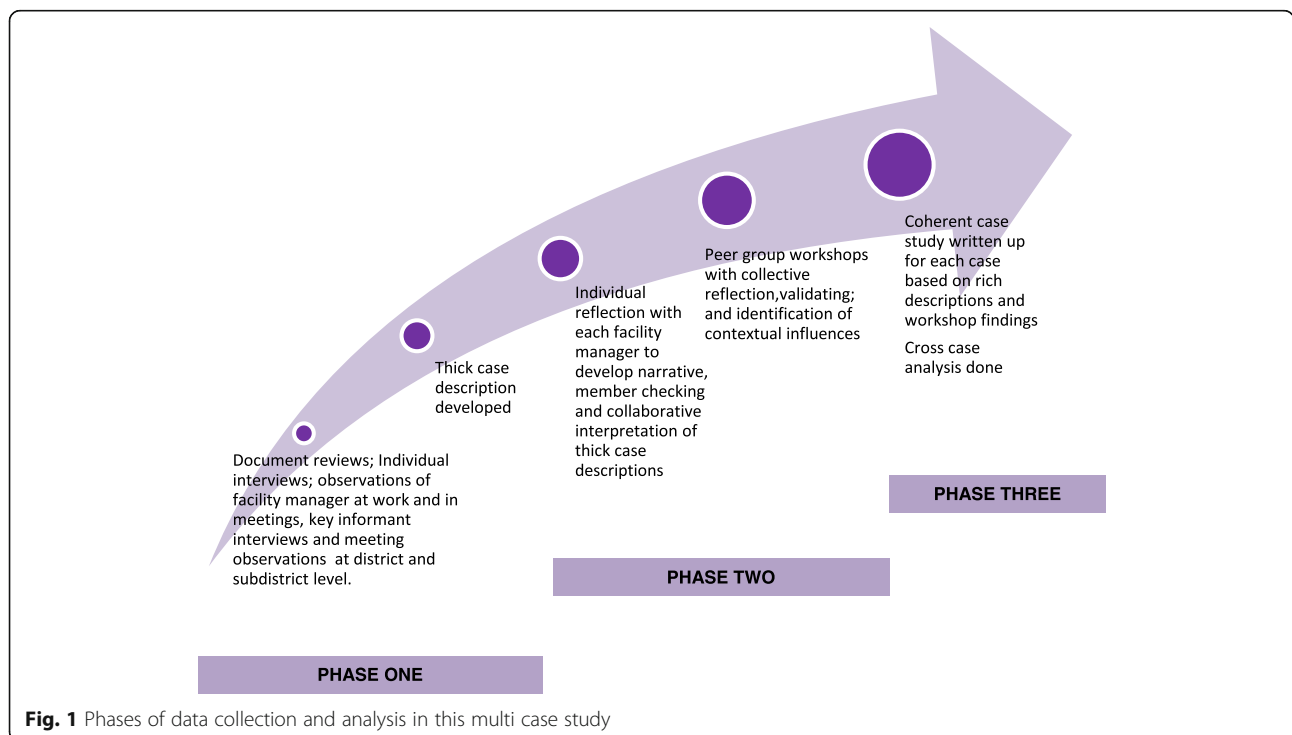 Document reviews; Individual
interviews; observations of
facility manager at work and in
meetings, key informant
interviews and meeting
observations at district and
subdistrict level.
Thick case
description
developed
Individual
reflection with
each facility
manager to
develop narrative,
member checking
and collaborative
interpretation of
thick case
descriptions
Peer group workshops
with collective
reflection,validating;
and identification of
contextual influences
Coherent case
study written up
for each case
based on rich
descriptions and
workshop findings
Cross case
analysis done
PHASE ONE
PHASE TWO
PHASE THREE
Fig. 1 Phases of data collection and analysis in this multi case study